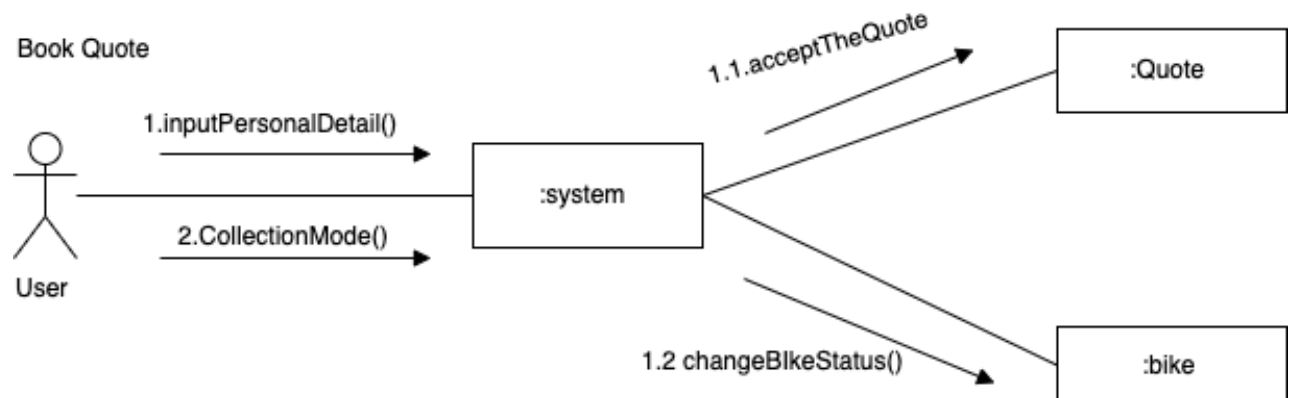 Book Quote
1.1.acceptTheQuote
:Quote
1.inputPersonalDetail()
:system
2.CollectionMode()
User
1.2 changeBIkeStatus()
:bike